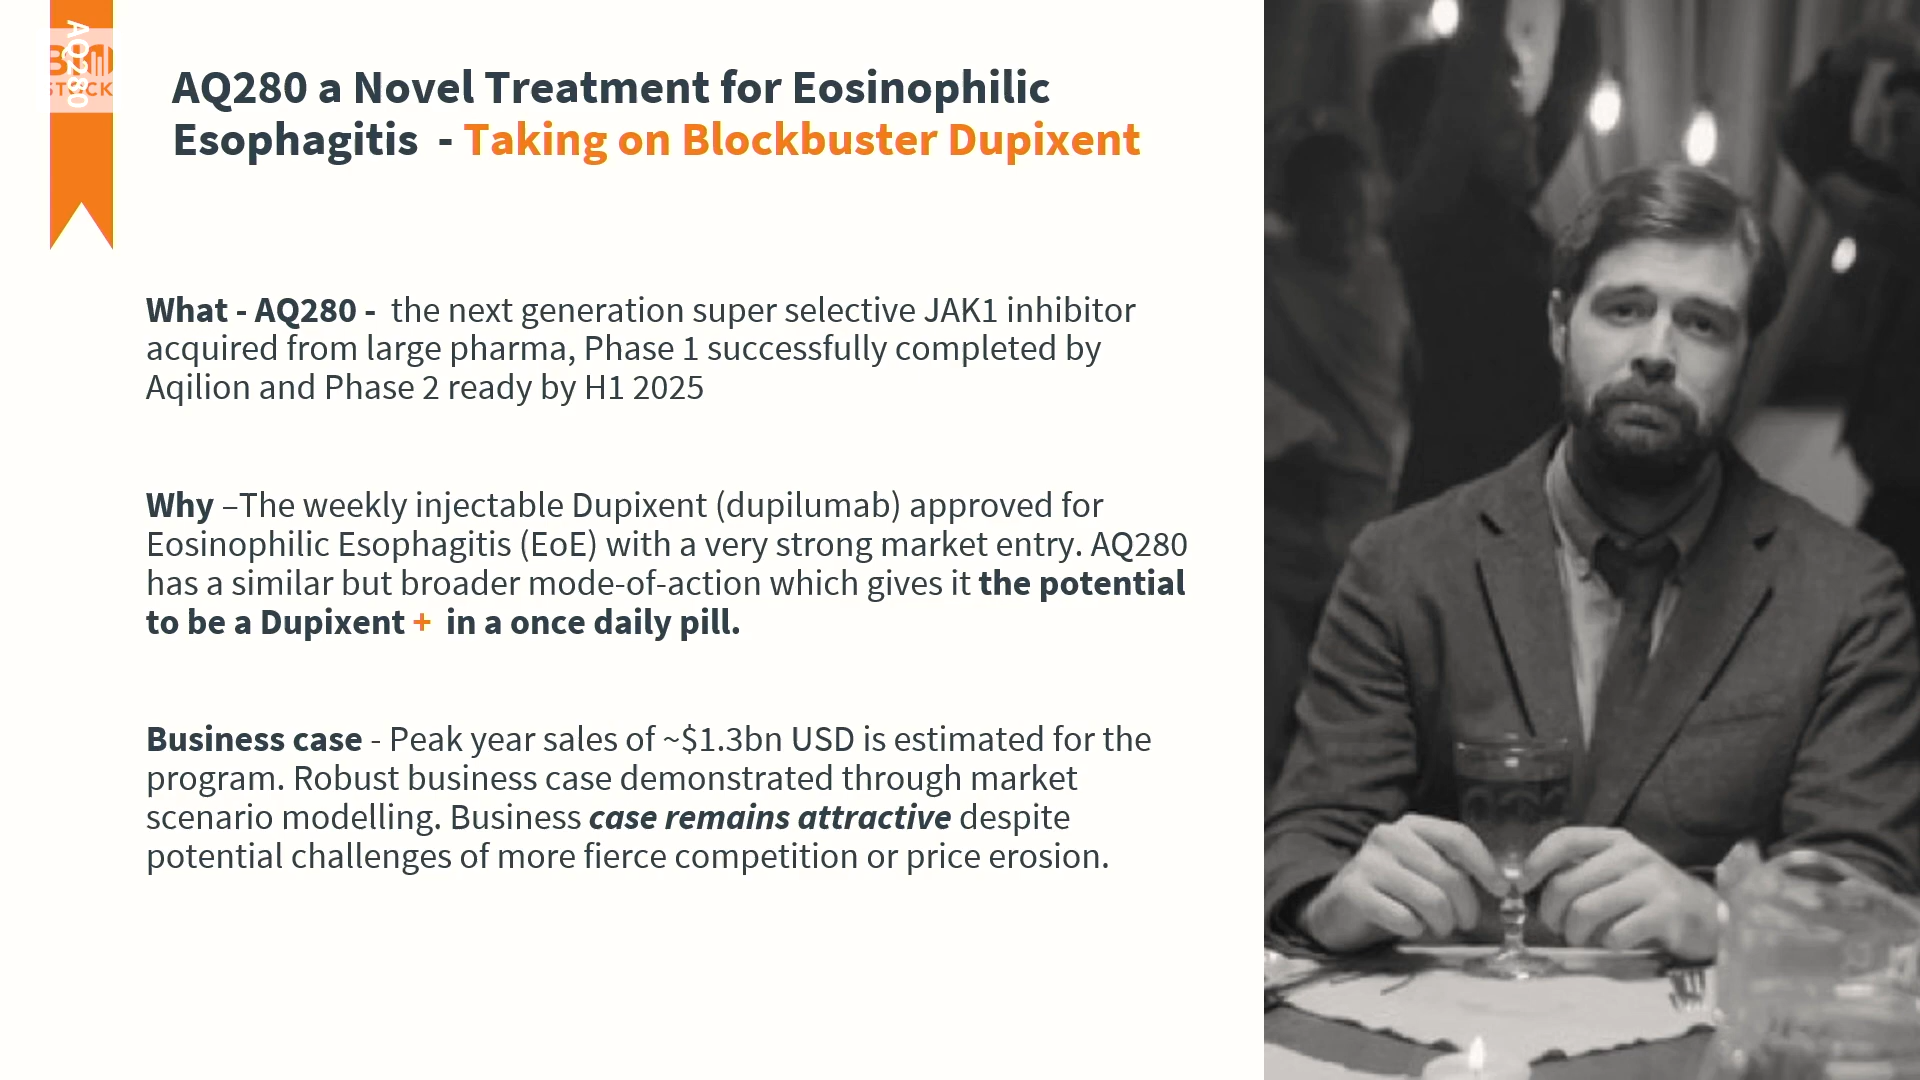 AQ280
STOCK
AQ280 a Novel Treatment for Eosinophilic
Esophagitis - Taking on Blockbuster Dupixent
What - AQ280 - the next generation super selective JAK1 inhibitor
acquired from large pharma, Phase 1 successfully completed by
Aqilion and Phase 2 ready by H1 2025
Why –The weekly injectable Dupixent (dupilumab) approved for
Eosinophilic Esophagitis (EoE) with a very strong market entry. AQ280
has a similar but broader mode-of-action which gives it the potential
to be a Dupixent + in a once daily pill.
Business case - Peak year sales of ~$1.3bn USD is estimated for the
program. Robust business case demonstrated through market
scenario modelling. Business case remains attractive despite
potential challenges of more fierce competition or price erosion.